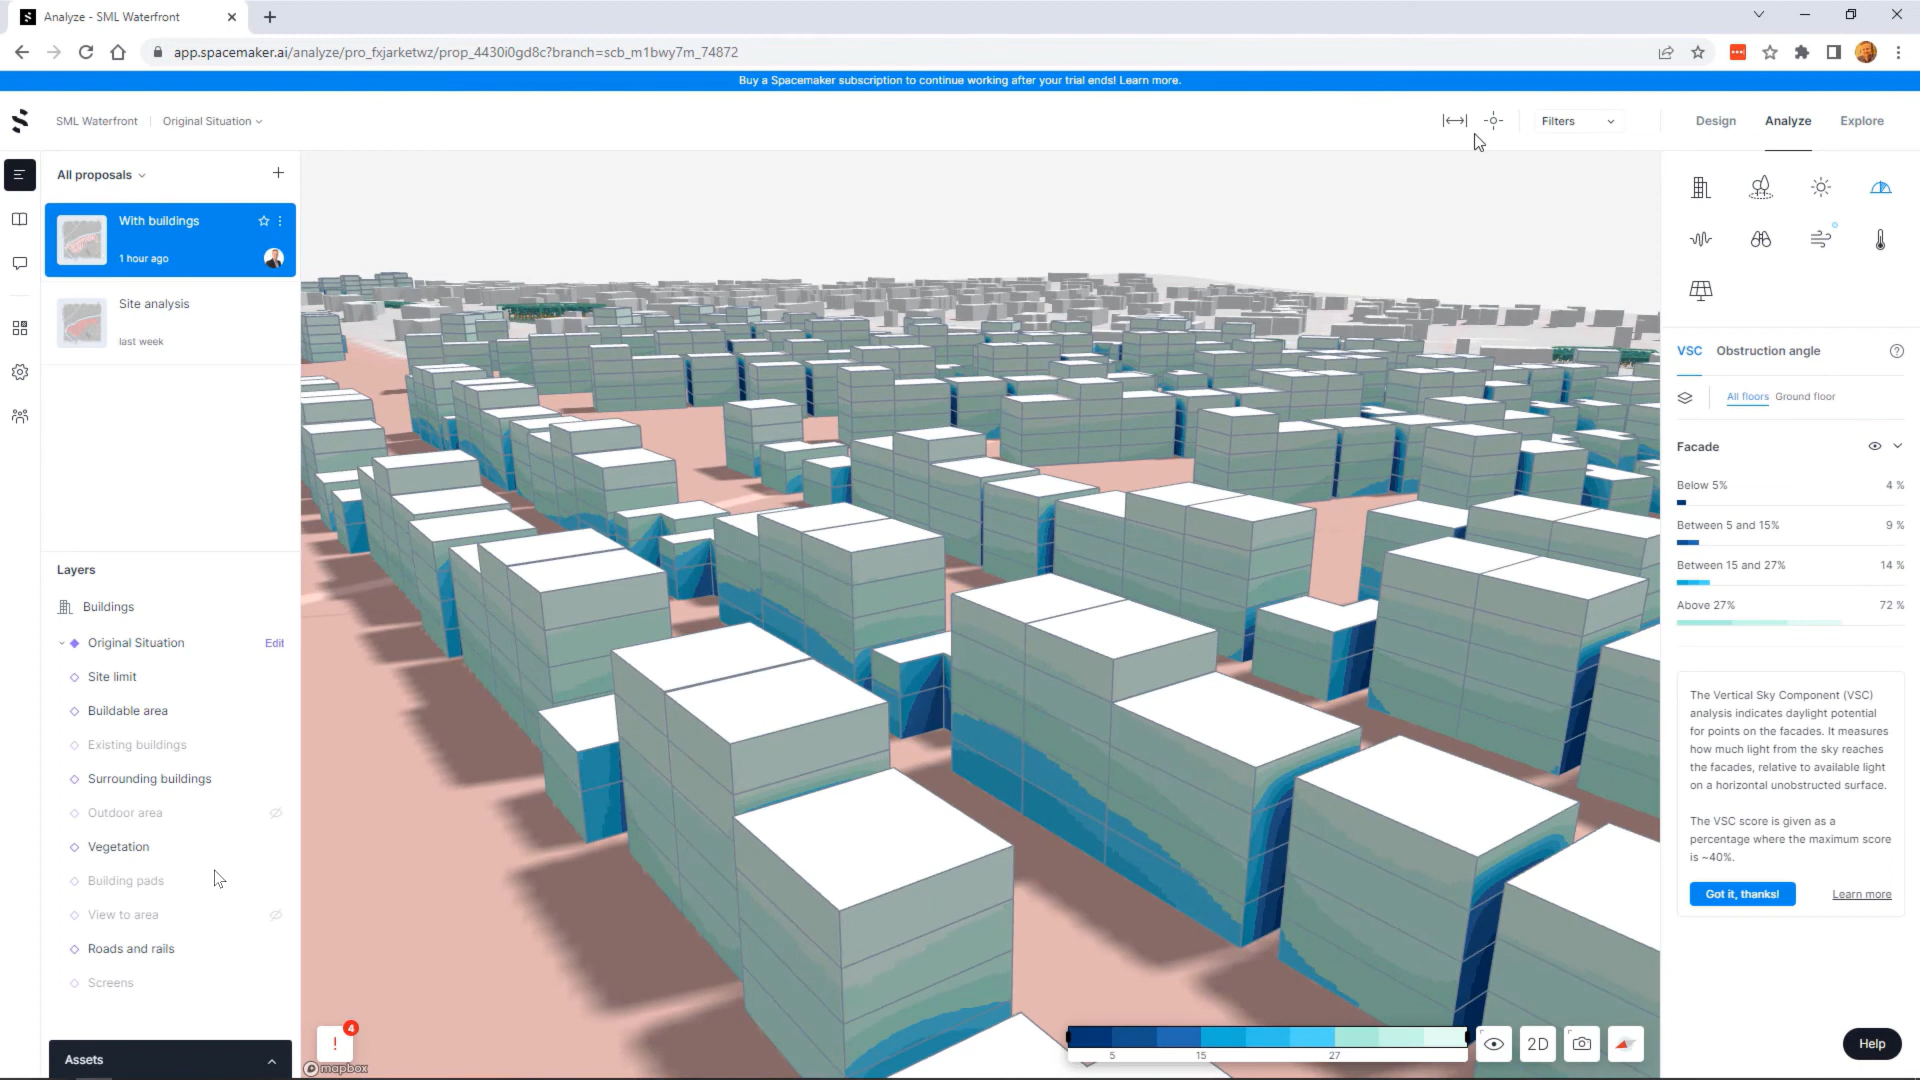 Analyze - SML Waterfront
app.spacemaker.ai/analyze/pro_fxjarketwz/prop_4430i0gd8c?branch=scb_m1bwy7m_74872
Buy a Spacemaker subscription to continue working after your trial ends! Learn more.
SML Waterfront
Original Situation
Filters
Design
Analyze
Explore
All proposals
With buildings
1 hour ago
Site analysis
last week
Layers
Buildings
Original Situation
Edit
Site limit
Buildable area
Existing buildings
Surrounding buildings
Outdoor area
Vegetation
Building pads
View to area
Roads and rails
Screens
Assets
4
!
mapbox
5
15
27
2D
VSC
Obstruction angle
?
All floors
Ground floor
Facade
Below 5%
4 %
Between 5 and 15%
9 %
Between 15 and 27%
14 %
Above 27%
72 %
The Vertical Sky Component (VSC)
analysis indicates daylight potential
for points on the facades. It measures
how much light from the sky reaches
the facades, relative to available light
on a horizontal unobstructed surface.
The VSC score is given as a
percentage where the maximum score
is ~40%.
Got it, thanks!
Learn more
Help